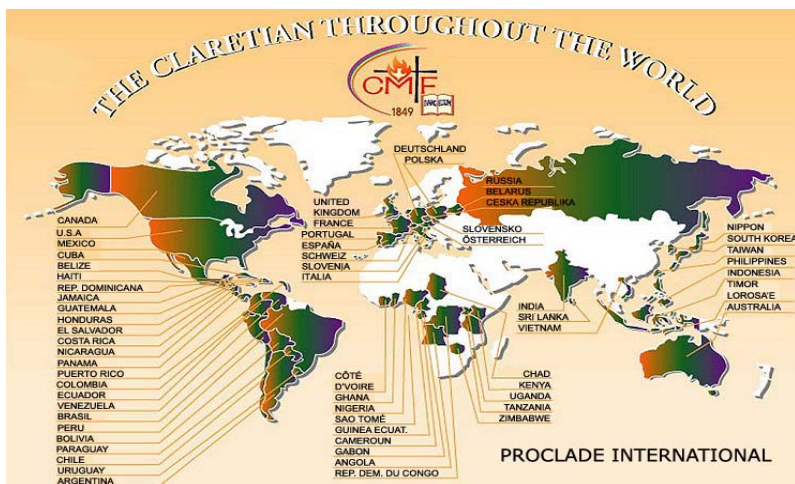 THE CLARETIAN THROUGHOUT THE WORLD
CMF
1849
DEUTSCHLAND
POLSKA
RUSSIA
BELARUS
CESKA REPUBLIKA
SLOVENSKO
ÖSTERREICH
UNITED
KINGDOM
FRANCE
PORTUGAL
ESPAÑA
SCHWEIZ
SLOVENIA
ITALIA
CANADA
U.S.A
MEXICO
CUBA
BELIZE
HAITI
REP. DOMINICANA
JAMAICA
GUATEMALA
HONDURAS
EL SALVADOR
COSTA RICA
NICARAGUA
PANAMA
PUERTO RICO
COLOMBIA
ECUADOR
VENEZUELA
BRASIL
PERU
BOLIVIA
PARAGUAY
CHILE
URUGUAY
ARGENTINA
CÔTÉ
D'VOIRE
GHANA
NIGERIA
SAO TOMÉ
GUINEA ECUAT.
CAMEROUN
GABON
ANGOLA
REP. DEM. DU CONGO
CHAD
KENYA
UGANDA
TANZANIA
ZIMBABWE
INDIA
SRI LANKA
VIETNAM
NIPPON
SOUTH KOREA
TAIWAN
PHILIPPINES
INDONESIA
TIMOR
LOROSA'E
AUSTRALIA
PROCLADE INTERNATIONAL